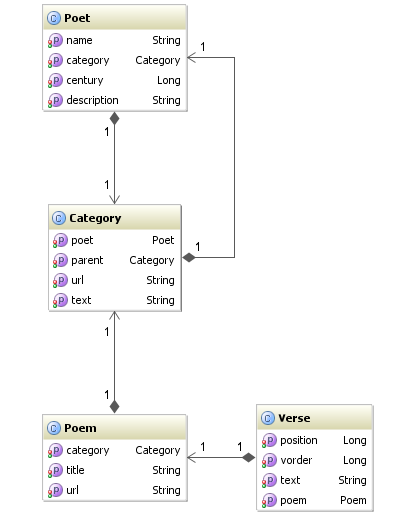 C Poet
p name String
1
p category Category
p century Long
p description String
1
1
C Category
p poet Poet
1
p parent Category
p url String
p text String
1
1
C Poem
C Verse
p category Category
1
1
p position Long
p title String
p vorder Long
p url String
p text String
p poem Poem